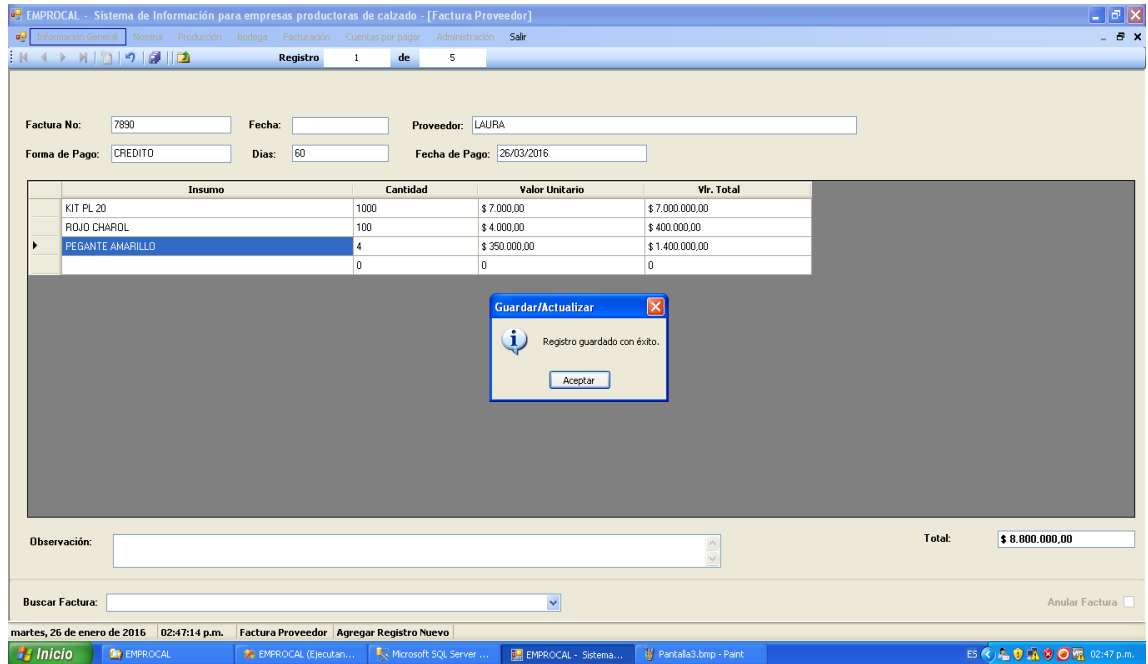 EMPROCAL - Sistema de Información para empresas productoras de calzado - [Factura Proveedor]
Información General Nomina Producción Bodega Facturación Cuentas por pagar Administración Salir
Registro 1 de 5
Factura No: 7890 Fecha: Proveedor: LAURA
Forma de Pago: CREDITO Dias: 60 Fecha de Pago: 26/03/2016
Insumo Cantidad Valor Unitario Vlr. Total
KIT PL 20 1000 $ 7.000,00 $ 7.000.000,00
ROJO CHAROL 100 $ 4.000,00 $ 400.000,00
PEGANTE AMARILLO 4 $ 350.000,00 $ 1.400.000,00
0 0 0
Guardar/Actualizar
Registro guardado con éxito.
Aceptar
Observación: Total: $ 8.800.000,00
Buscar Factura: Anular Factura
martes, 26 de enero de 2016 02:47:14 p.m. Factura Proveedor Agregar Registro Nuevo
Inicio EMPROCAL EMPROCAL (Ejecutan... Microsoft SQL Server ... EMPROCAL - Sistema... Pantalla3.bmp - Paint ES 02:47 p.m.